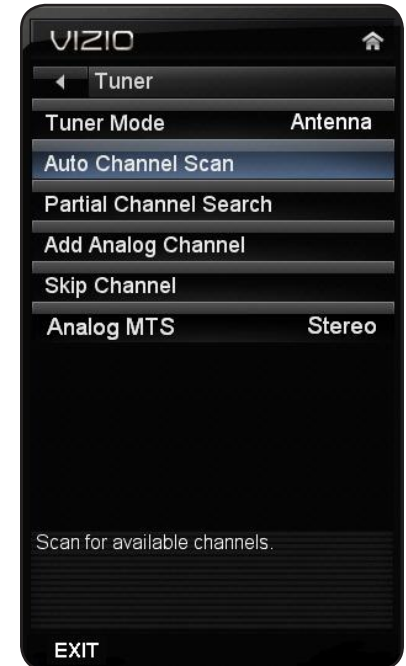 VIZIO
Tuner
Tuner Mode Antenna
Auto Channel Scan
Partial Channel Search
Add Analog Channel
Skip Channel
Analog MTS Stereo
Scan for available channels.
EXIT